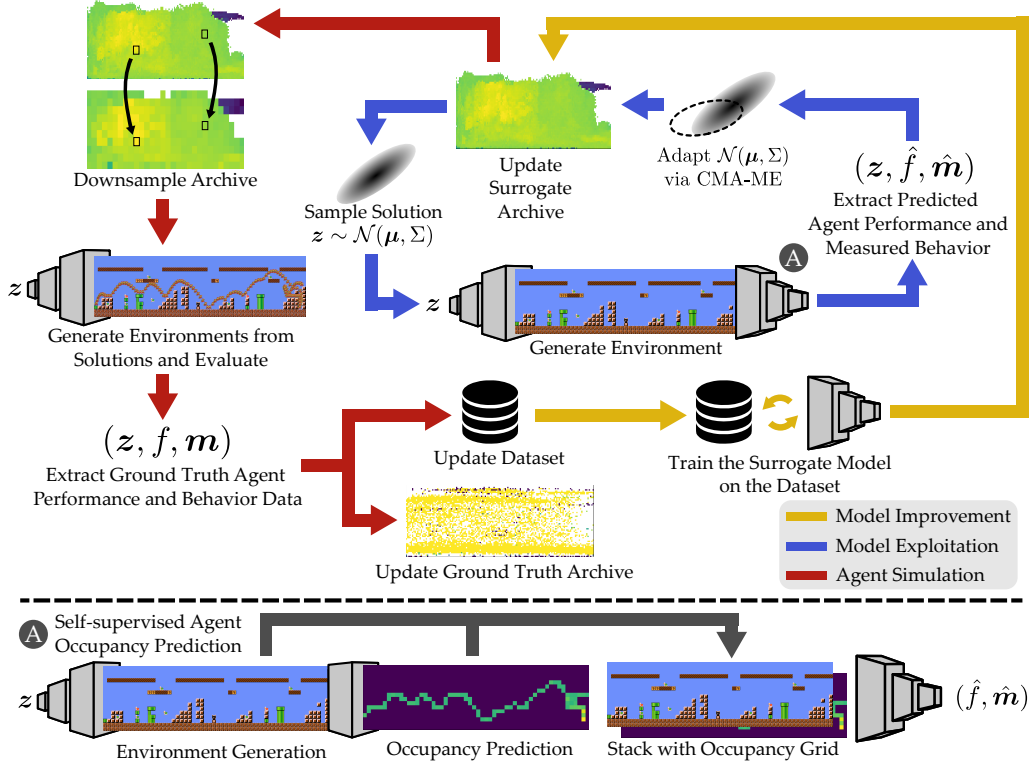 Downsample Archive
Sample Solution
z ∼ 𝒩(μ, Σ)
Update
Surrogate
Archive
Adapt 𝒩(μ, Σ)
via CMA-ME
(z, f̂, m̂)
Extract Predicted
Agent Performance and
Measured Behavior
A
z
Generate Environments from
Solutions and Evaluate
z
Generate Environment
(z, f, m)
Extract Ground Truth Agent
Performance and Behavior Data
Update Dataset
Train the Surrogate Model
on the Dataset
Update Ground Truth Archive
Model Improvement
Model Exploitation
Agent Simulation
A
Self-supervised Agent
Occupancy Prediction
z
Environment Generation
Occupancy Prediction
Stack with Occupancy Grid
(f̂, m̂)